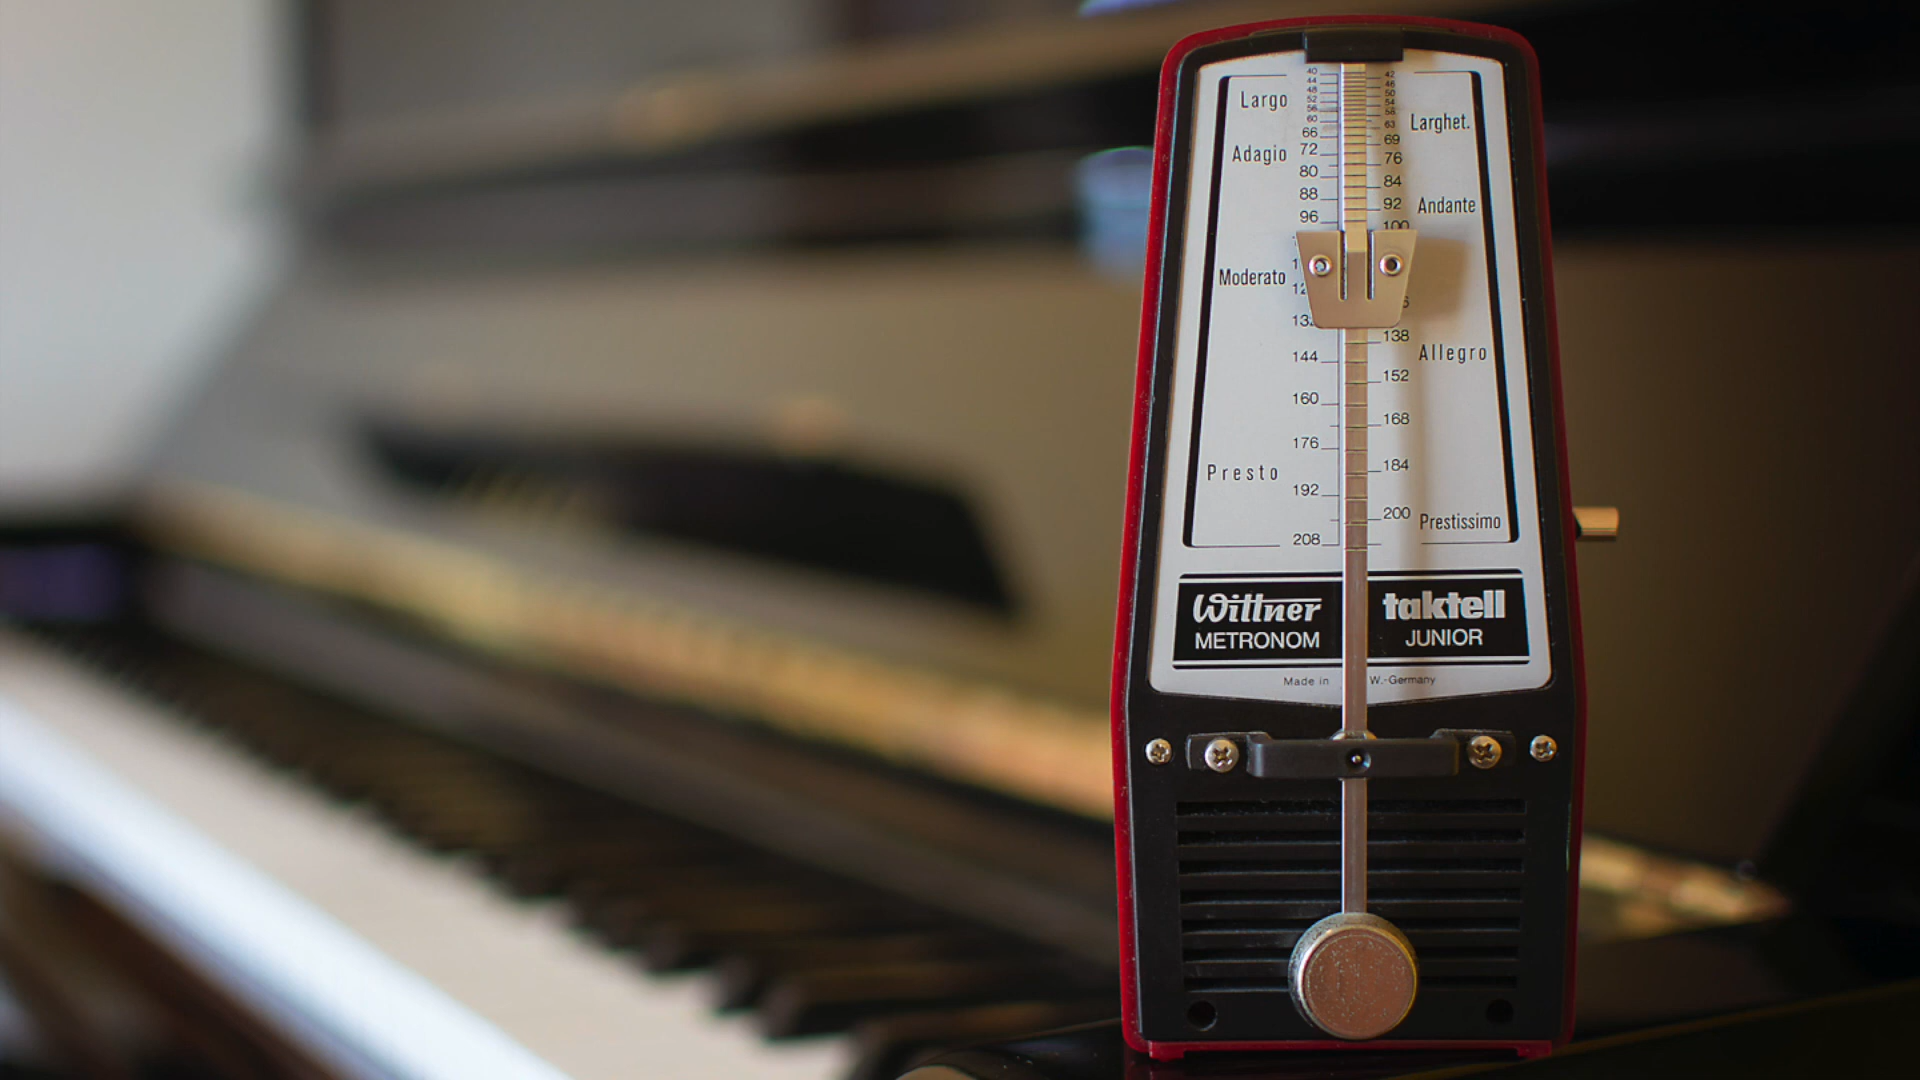 40
42
44
46
48
50
52
54
56
58
60
63
66
69
72
76
80
84
88
92
96
100
138
144
152
160
168
176
184
192
200
208
Largo
Larghet.
Adagio
Andante
Moderato
Allegro
Presto
Prestissimo
Wittner
METRONOM
taktell
JUNIOR
Made in W.-Germany